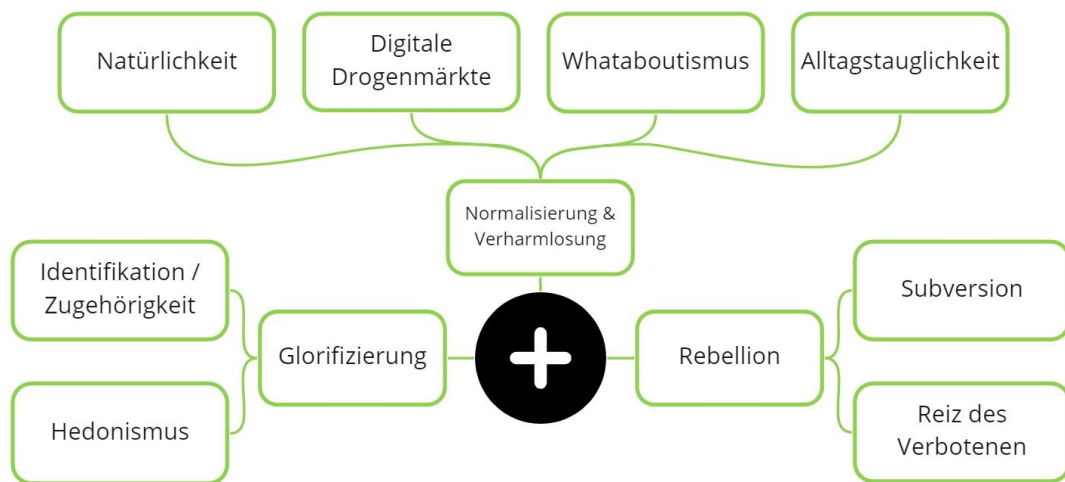 Natürlichkeit
Digitale
Drogenmärkte
Whataboutismus
Alltagstauglichkeit
Normalisierung &
Verharmlosung
Identifikation /
Zugehörigkeit
Glorifizierung
Hedonismus
Rebellion
Subversion
Reiz des
Verbotenen